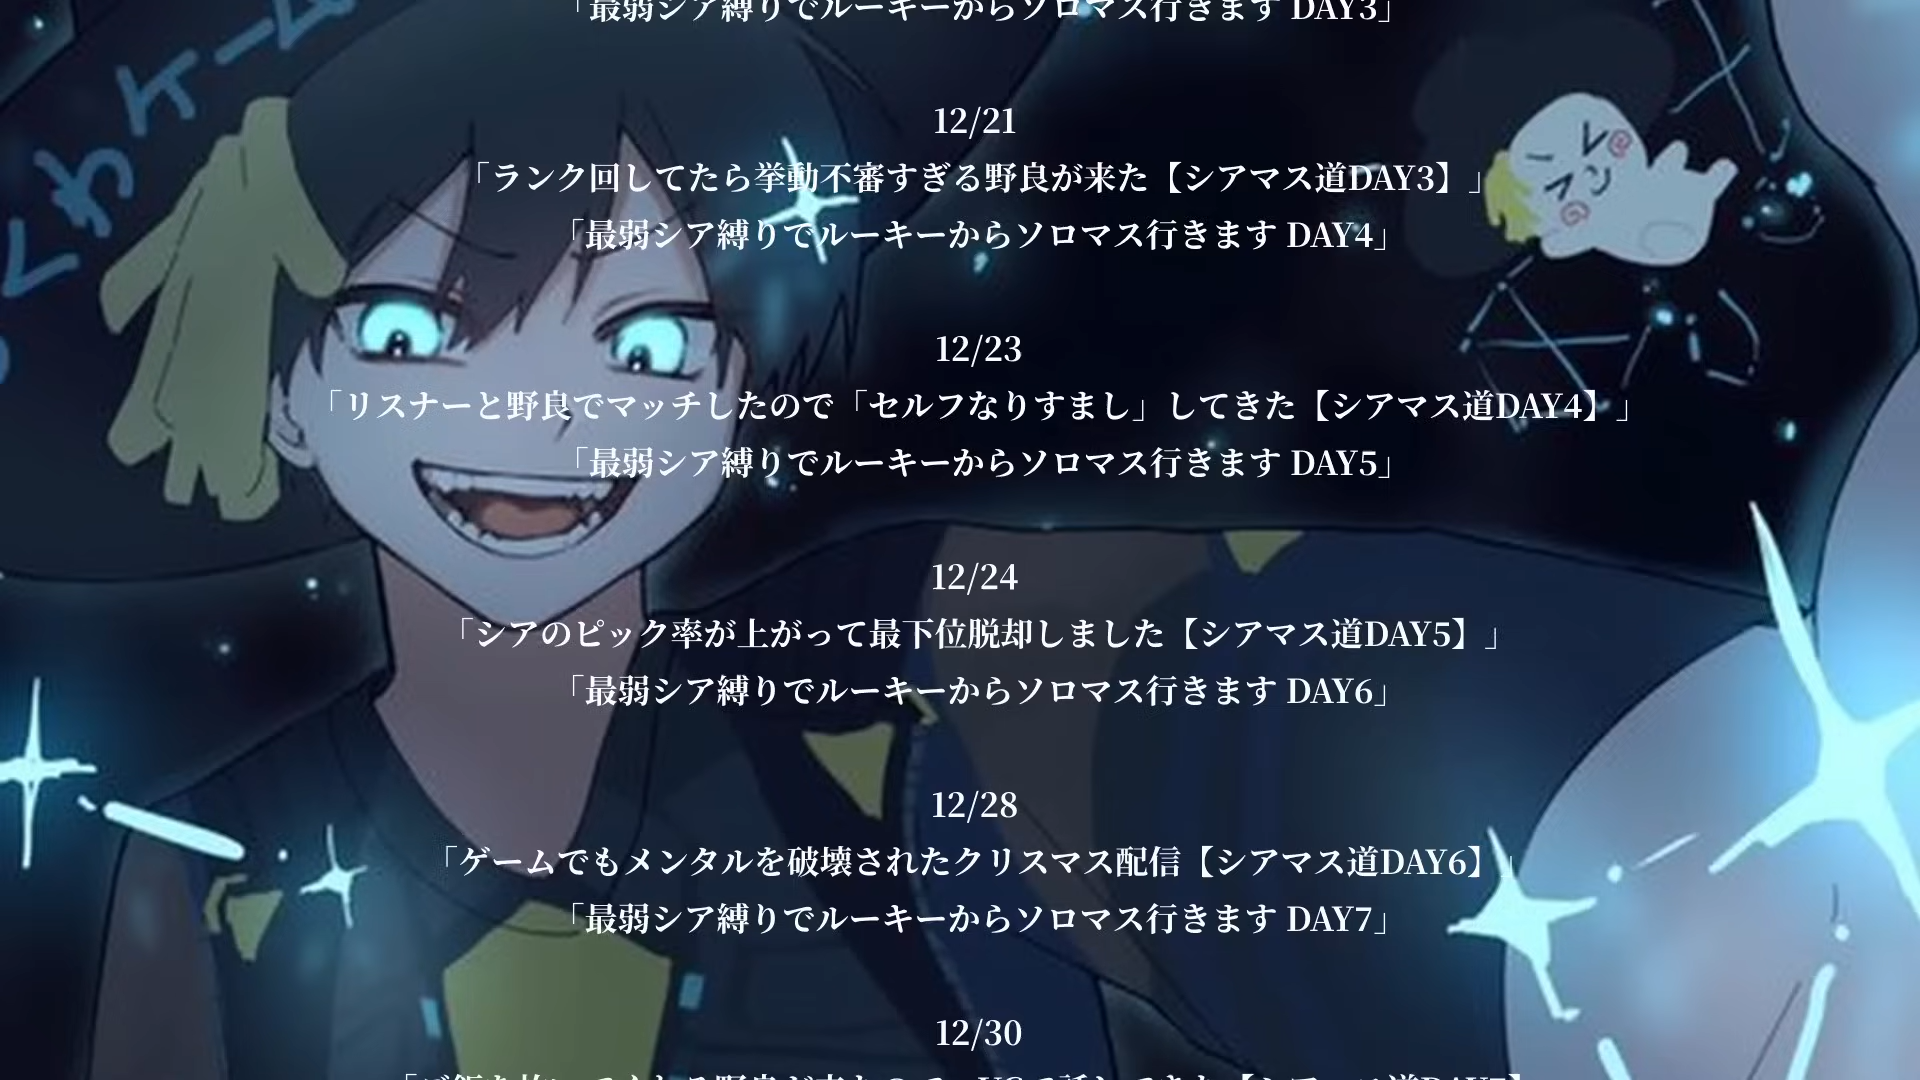 「最弱シア縛りでルーキーからソロマス行きます DAY3」
12/21
「ランク回してたら挙動不審すぎる野良が来た【シアマス道DAY3】」
「最弱シア縛りでルーキーからソロマス行きます DAY4」
12/23
「リスナーと野良でマッチしたので「セルフなりすまし」してきた【シアマス道DAY4】」
「最弱シア縛りでルーキーからソロマス行きます DAY5」
12/24
「シアのピック率が上がって最下位脱却しました【シアマス道DAY5】」
「最弱シア縛りでルーキーからソロマス行きます DAY6」
12/28
「ゲームでもメンタルを破壊されたクリスマス配信【シアマス道DAY6】」
「最弱シア縛りでルーキーからソロマス行きます DAY7」
12/30